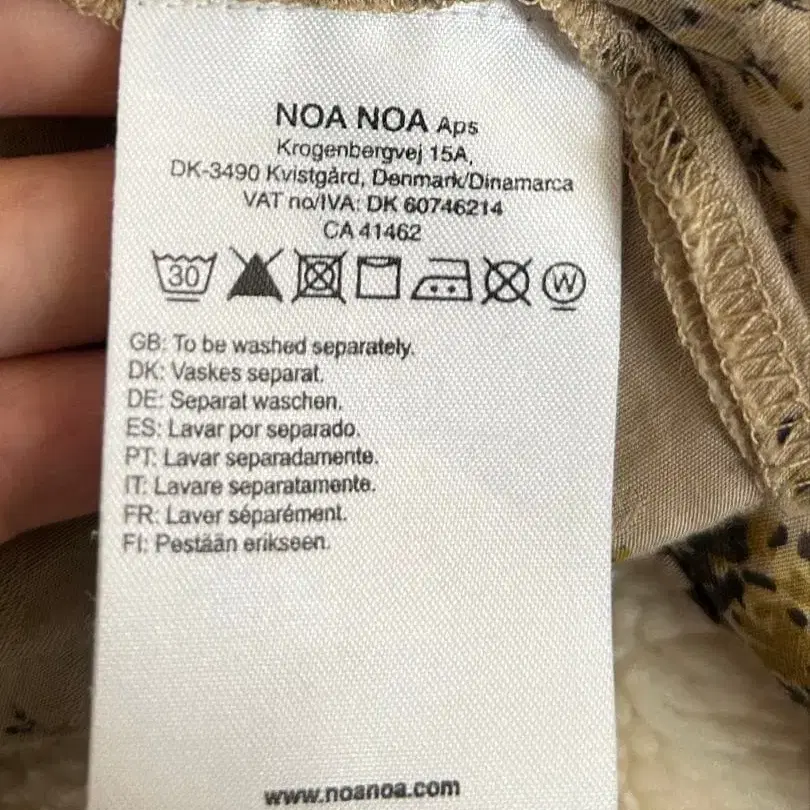 NOA NOA Aps
Krogenbergvej 15A,
DK-3490 Kvistgård, Denmark/Dinamarca
VAT no/IVA: DK 60746214
CA 41462
30 W
GB: To be washed separately.
DK: Vaskes separat.
DE: Separat waschen.
ES: Lavar por separado.
PT: Lavar separadamente.
IT: Lavare separatamente.
FR: Laver séparément.
FI: Pestään erikseen.
www.noanoa.com